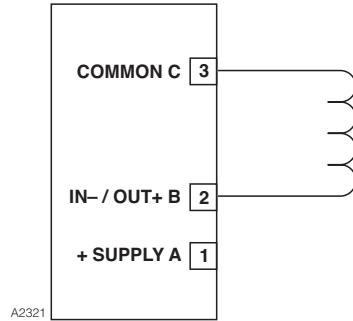 COMMON C 3
IN– / OUT+ B 2
+ SUPPLY A 1
A2321